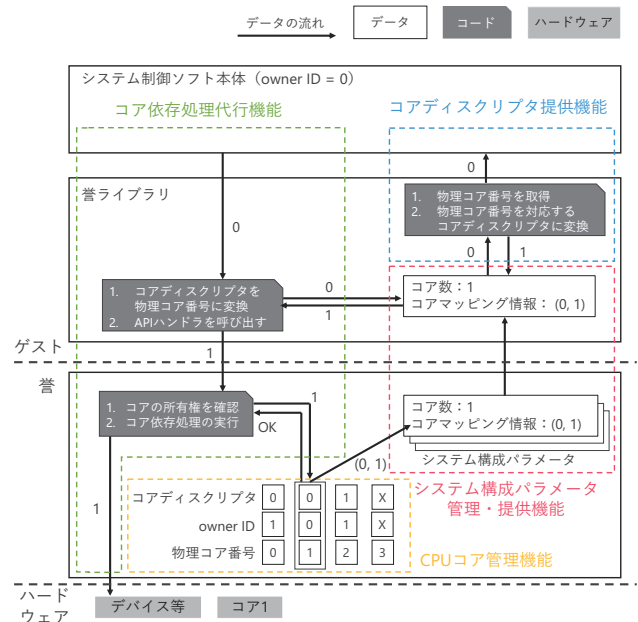 データの流れ
データ
コード
ハードウェア
システム制御ソフト本体（owner ID = 0）
コア依存処理代行機能
コアディスクリプタ提供機能
0
誉ライブラリ
1. 物理コア番号を取得
2. 物理コア番号を対応する
コアディスクリプタに変換
0
0
1
1. コアディスクリプタを
物理コア番号に変換
2. APIハンドラを呼び出す
0
1
コア数：1
コアマッピング情報： (0, 1)
ゲスト
1
誉
1. コアの所有権を確認
2. コア依存処理の実行
1
OK
コア数：1
コアマッピング情報： (0, 1)
システム構成パラメータ
(0, 1)
システム構成パラメータ
管理・提供機能
1
コアディスクリプタ 0 0 1 X
owner ID 1 0 1 X
物理コア番号 0 1 2 3
CPUコア管理機能
ハード
ウェア
デバイス等
コア1